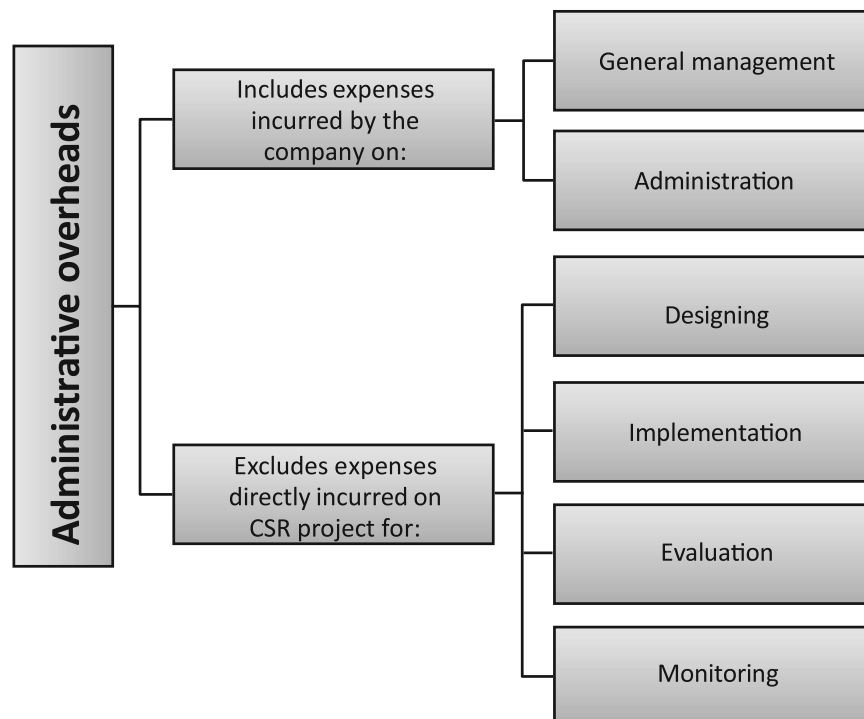 Administrative overheads
Includes expenses
incurred by the
company on:
General management
Administration
Excludes expenses
directly incurred on
CSR project for:
Designing
Implementation
Evaluation
Monitoring